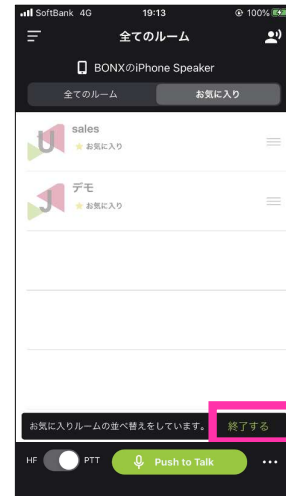 SoftBank 4G 19:13 100%
全てのルーム
BONXのiPhone Speaker
全てのルーム お気に入り
U
sales
お気に入り
J
デモ
お気に入り
お気に入りルームの並べ替えをしています。 終了する
HF PTT Push to Talk